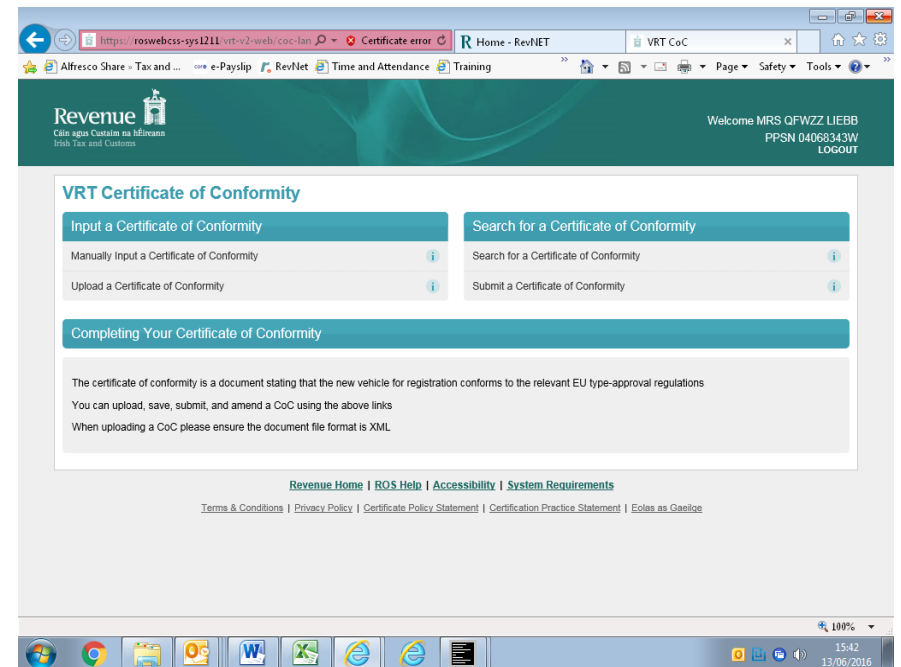 https://roswebcss-sys1211/vrt-v2-web/coc-lan
Certificate error
Home - RevNET
VRT CoC
Alfresco Share » Tax and ...
e-Payslip
RevNet
Time and Attendance
Training
Page
Safety
Tools
Revenue
Cáin agus Custaim na hÉireann
Irish Tax and Customs
Welcome MRS QFWZZ LIEBB
PPSN 04068343W
LOGOUT
VRT Certificate of Conformity
Input a Certificate of Conformity
Manually Input a Certificate of Conformity
Upload a Certificate of Conformity
Search for a Certificate of Conformity
Search for a Certificate of Conformity
Submit a Certificate of Conformity
Completing Your Certificate of Conformity
The certificate of conformity is a document stating that the new vehicle for registration conforms to the relevant EU type-approval regulations
You can upload, save, submit, and amend a CoC using the above links
When uploading a CoC please ensure the document file format is XML
Revenue Home | ROS Help | Accessibility | System Requirements
Terms & Conditions | Privacy Policy | Certificate Policy Statement | Certification Practice Statement | Eolas as Gaeilge
100%
15:42
13/06/2016